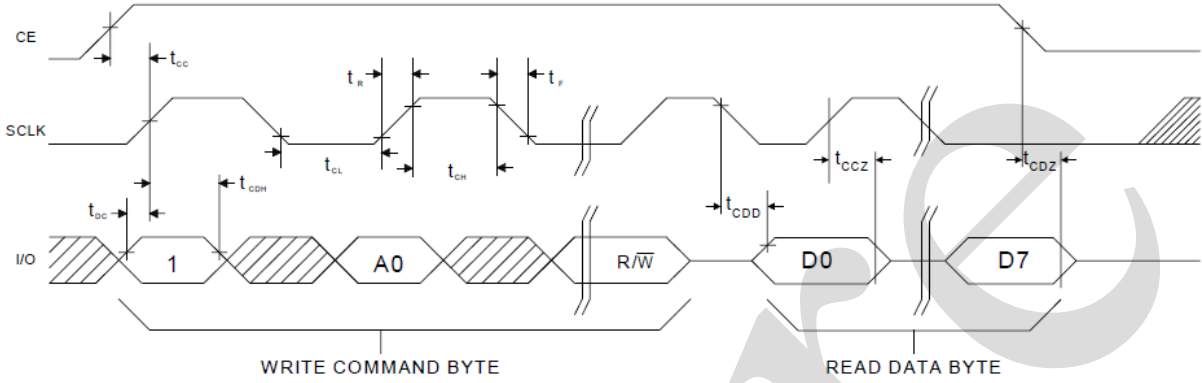 CE
tCC
tR
tF
SCLK
tCL
tCH
tCCZ
tCDZ
tCDH
tDC
tCDD
I/O
1
A0
R/W̅
D0
D7
WRITE COMMAND BYTE
READ DATA BYTE
re